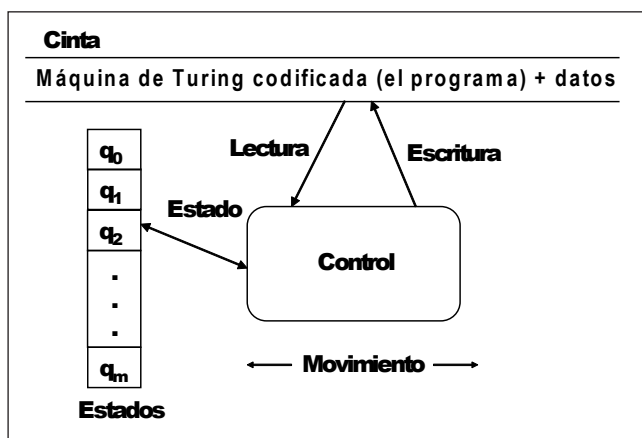 Cinta
Máquina de Turing codificada (el programa) + datos
Lectura
Escritura
q0
q1
Estado
q2
Control
.
.
.
qm
Movimiento
Estados